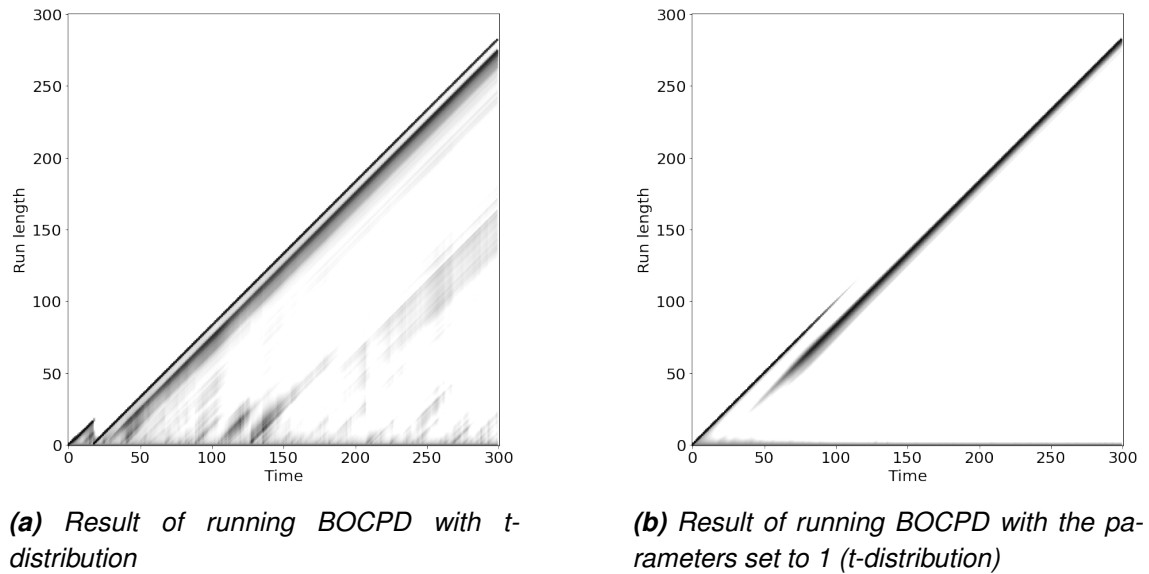 300
250
200
150
100
50
0
Run length
0 50 100 150 200 250 300
Time
(a) Result of running BOCPD with t-
distribution
300
250
200
150
100
50
0
Run length
0 50 100 150 200 250 300
Time
(b) Result of running BOCPD with the pa-
rameters set to 1 (t-distribution)